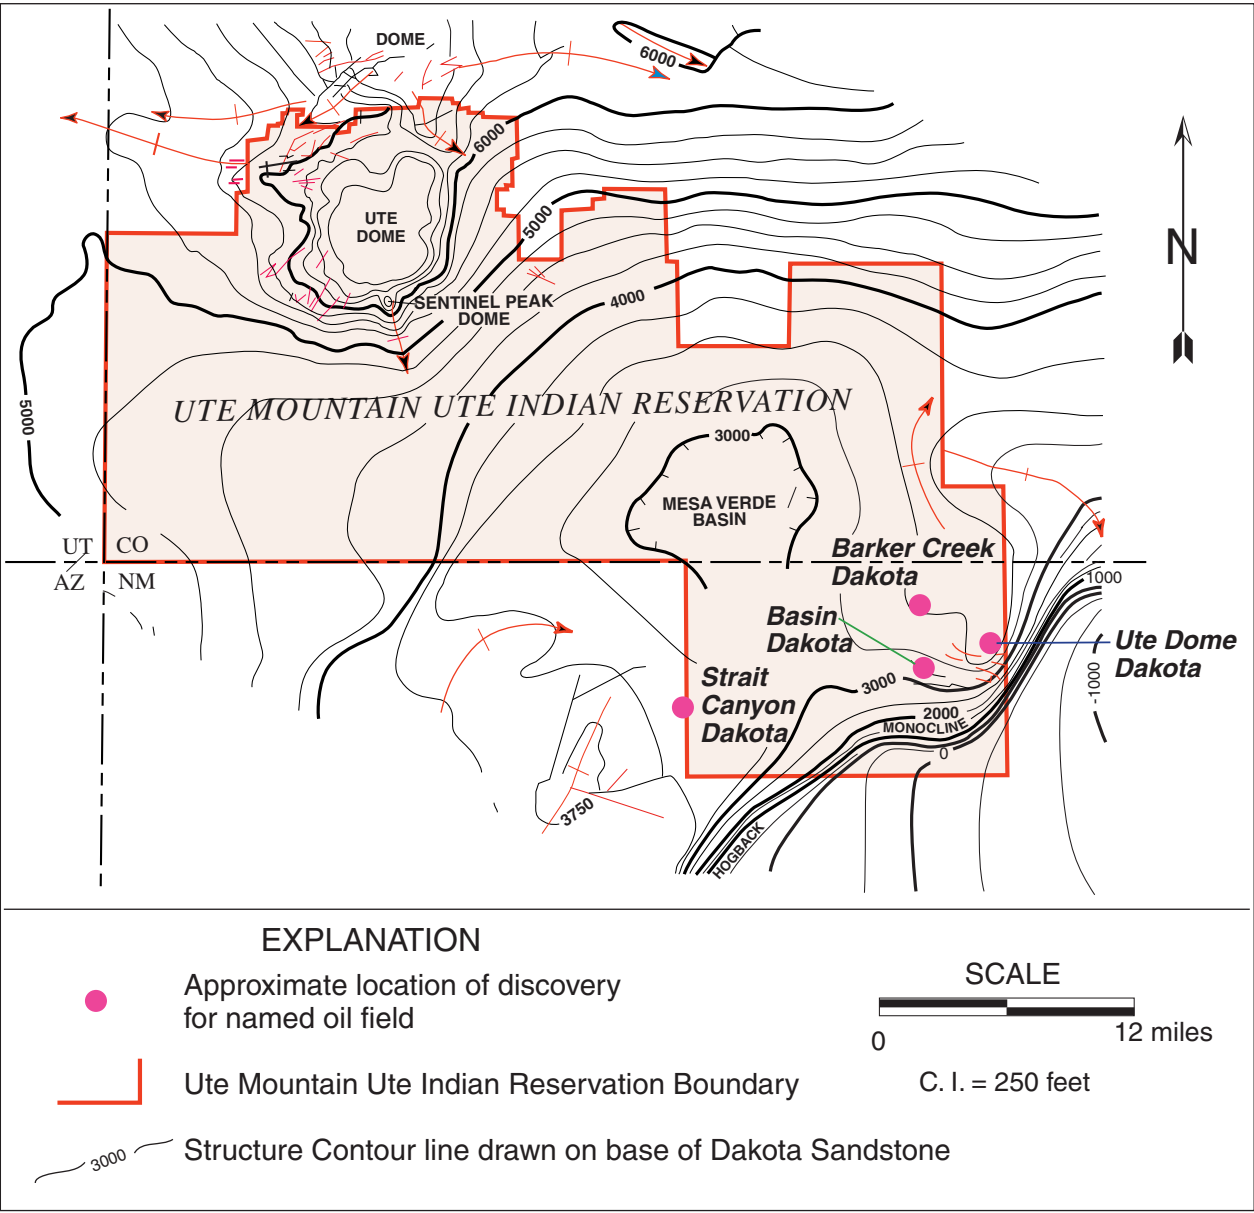 DOME
6000
6000
UTE
DOME
5000
SENTINEL PEAK
DOME
4000
5000
UTE MOUNTAIN UTE INDIAN RESERVATION
3000
MESA VERDE
BASIN
N
UT
CO
AZ
NM
Barker Creek
Dakota
1000
Basin
Dakota
Ute Dome
Dakota
Strait
Canyon
Dakota
3000
-1000
2000
MONOCLINE
0
3750
HOGBACK
EXPLANATION
Approximate location of discovery
for named oil field
Ute Mountain Ute Indian Reservation Boundary
3000
Structure Contour line drawn on base of Dakota Sandstone
SCALE
0
12 miles
C. I. = 250 feet